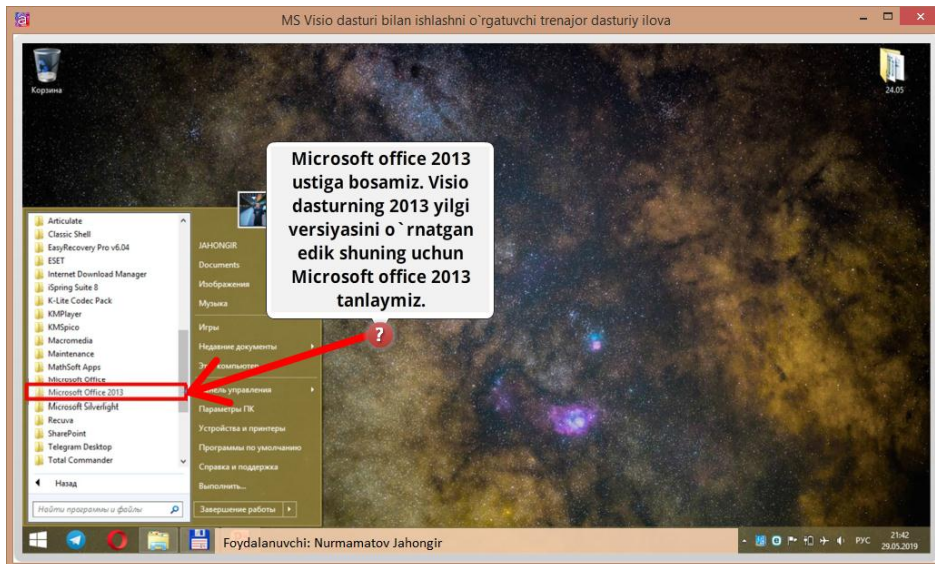 MS Visio dasturi bilan ishlashni o`rgatuvchi trenajor dasturiy ilova
Корзина
24.05
Microsoft office 2013
ustiga bosamiz. Visio
dasturning 2013 yilgi
versiyasini o`rnatgan
edik shuning uchun
Microsoft office 2013
tanlaymiz.
?
Articulate
Classic Shell
EasyRecovery Pro v6.04
ESET
Internet Download Manager
iSpring Suite 8
K-Lite Codec Pack
KMPlayer
KMSpico
Macromedia
Maintenance
MathSoft Apps
Microsoft Office
Microsoft Office 2013
Microsoft Silverlight
Recuva
SharePoint
Telegram Desktop
Total Commander
Назад
Найти программы и файлы
JAHONGIR
Documents
Изображения
Музыка
Игры
Недавние документы
компьютер
управления
Параметры ПК
Устройства и принтеры
Программы по умолчанию
Справка и поддержка
Выполнить...
Завершение работы
Foydalanuvchi: Nurmamatov Jahongir
РУС
21:42
29.05.2019